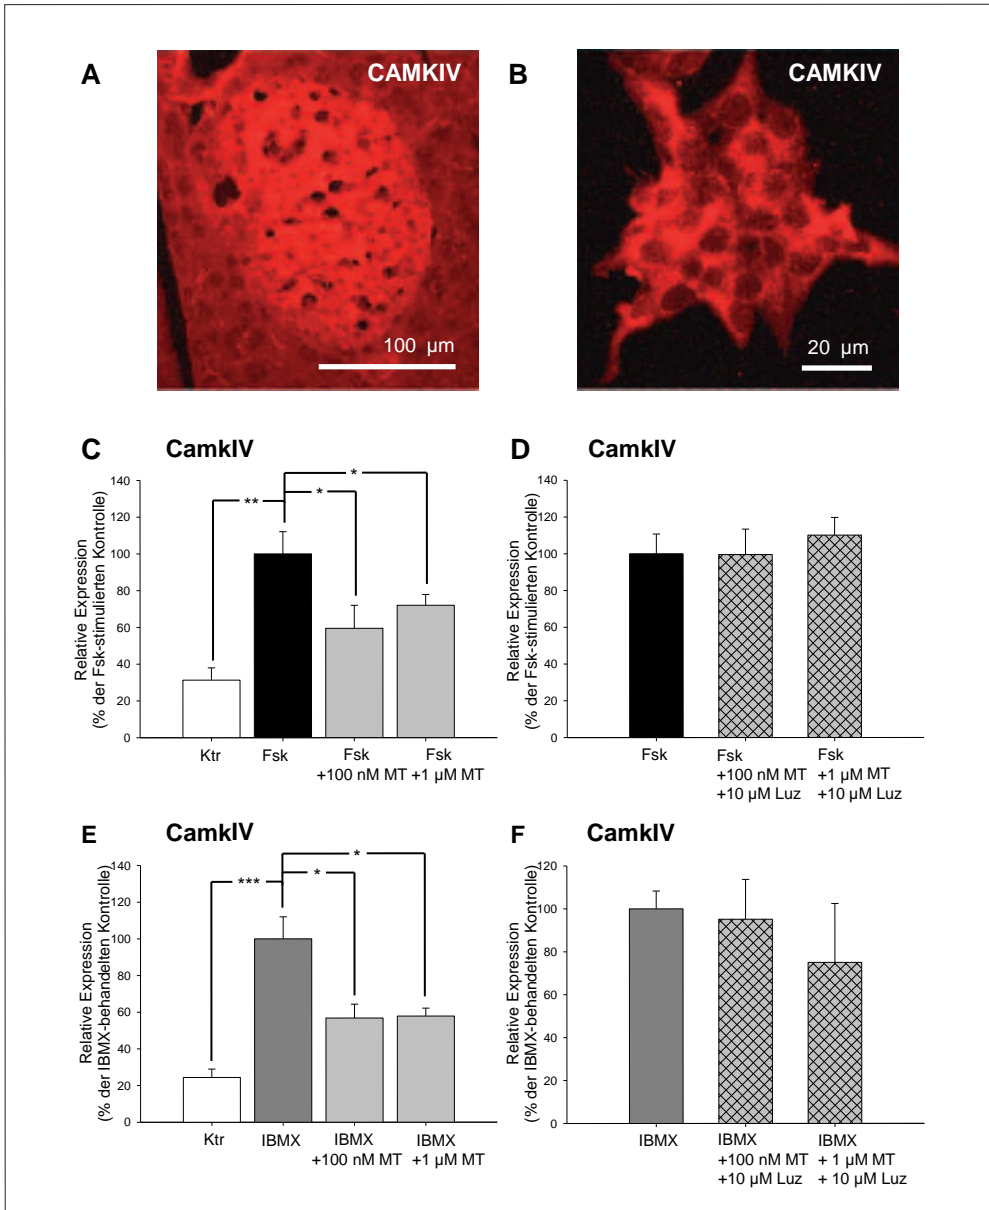 A
CAMKIV
100 µm
B
CAMKIV
20 µm
C CamkIV
Relative Expression
(% der Fsk-stimulierten Kontrolle)
140
120
100
80
60
40
20
0
**
*
*
Ktr
Fsk
Fsk
+100 nM MT
Fsk
+1 µM MT
D CamkIV
Relative Expression
(% der Fsk-stimulierten Kontrolle)
140
120
100
80
60
40
20
0
Fsk
Fsk
+100 nM MT
+10 µM Luz
Fsk
+1 µM MT
+10 µM Luz
E CamkIV
Relative Expression
(% der IBMX-behandelten Kontrolle)
140
120
100
80
60
40
20
0
***
*
*
Ktr
IBMX
IBMX
+100 nM MT
IBMX
+1 µM MT
F CamkIV
Relative Expression
(% der IBMX-behandelten Kontrolle)
120
100
80
60
40
20
0
IBMX
IBMX
+100 nM MT
+10 µM Luz
IBMX
+ 1 µM MT
+ 10 µM Luz